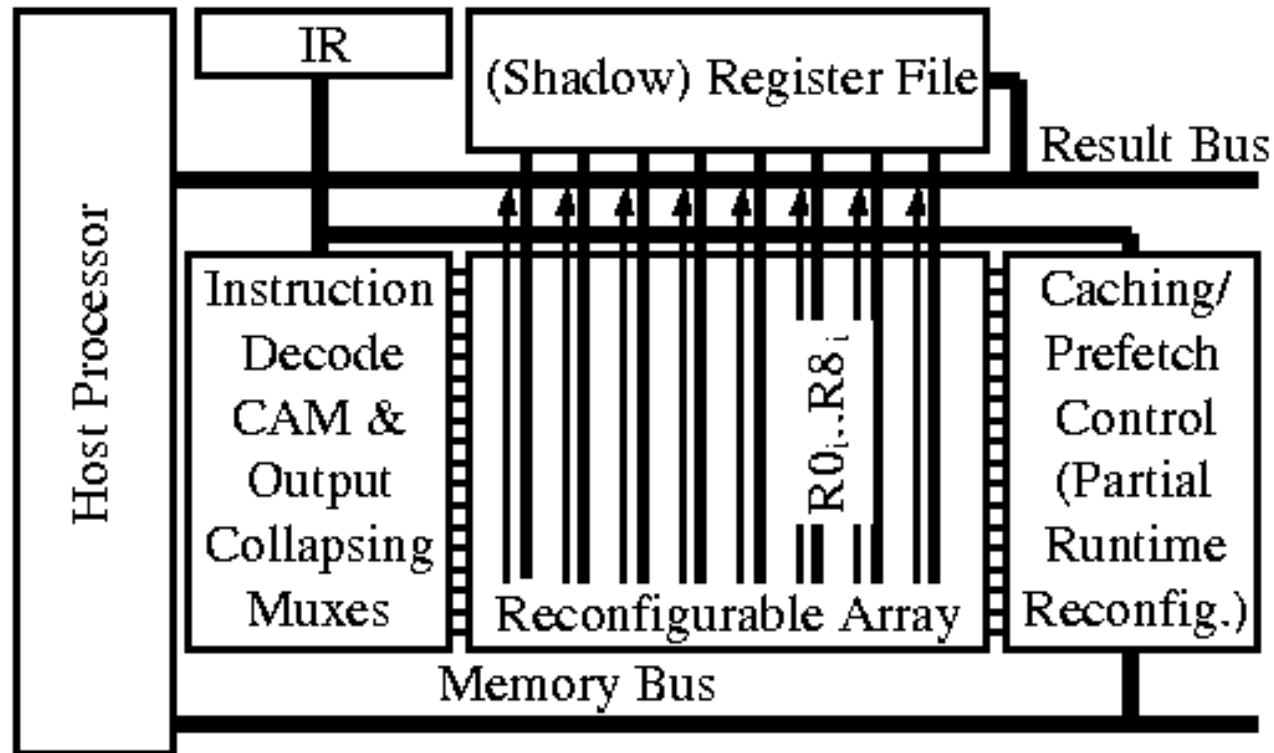 IR
(Shadow) Register File
Result Bus
Host Processor
Instruction
Decode
CAM &
Output
Collapsing
Muxes
R0i..R8i
Reconfigurable Array
Caching/
Prefetch
Control
(Partial
Runtime
Reconfig.)
Memory Bus